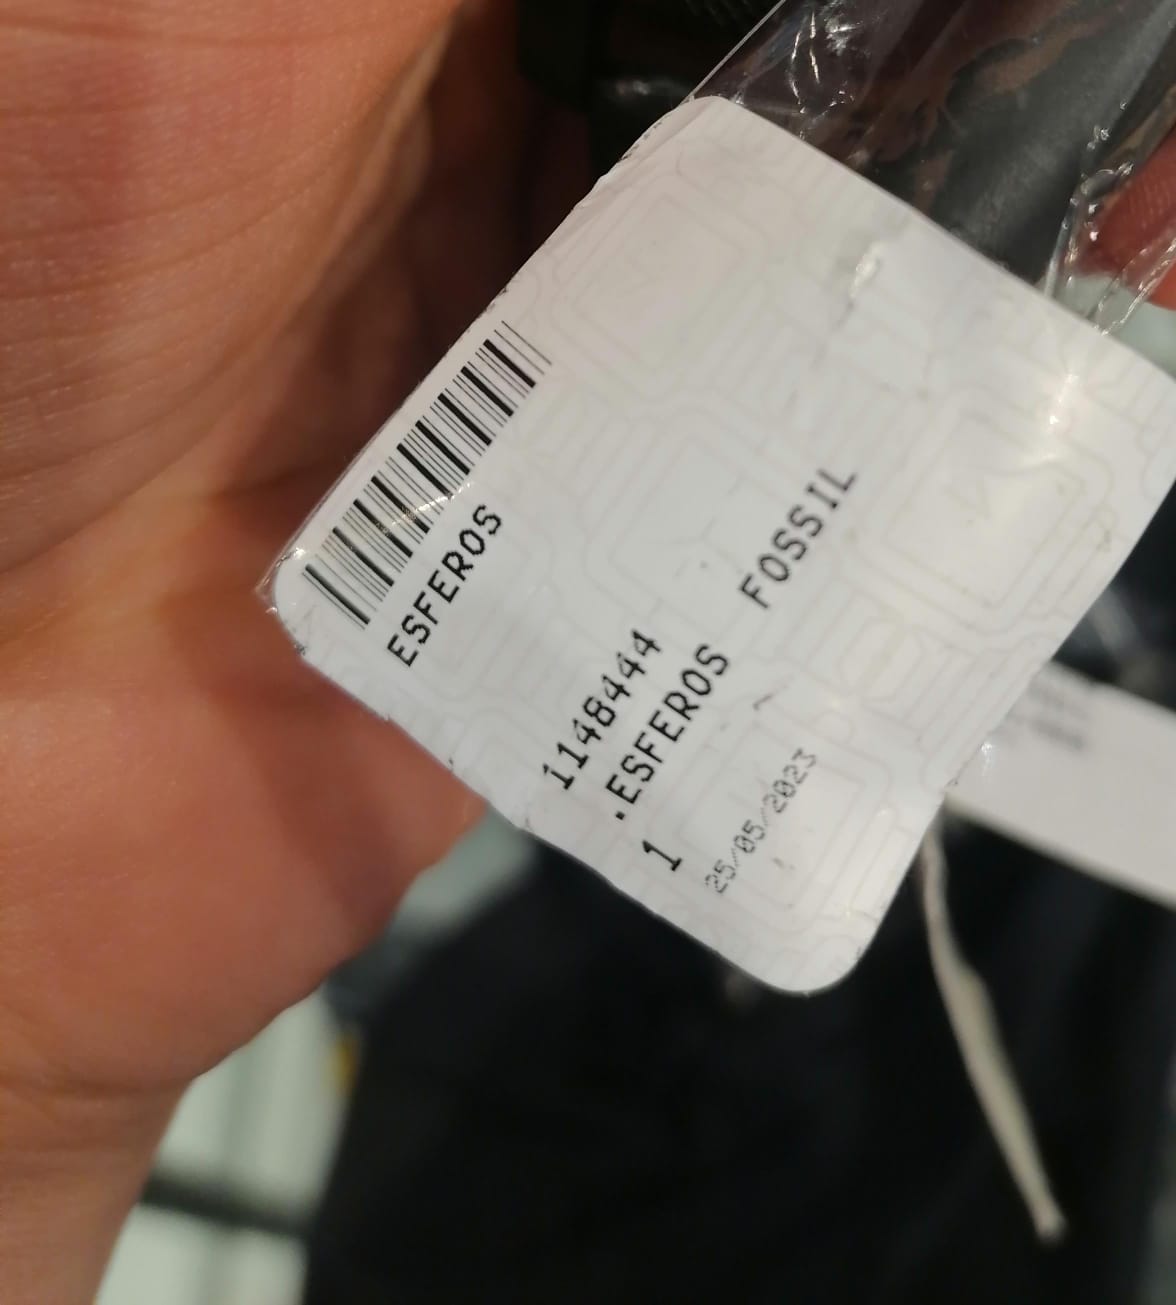 ESFEROS
1148444
.ESFEROS FOSSIL
1
25/05/2023